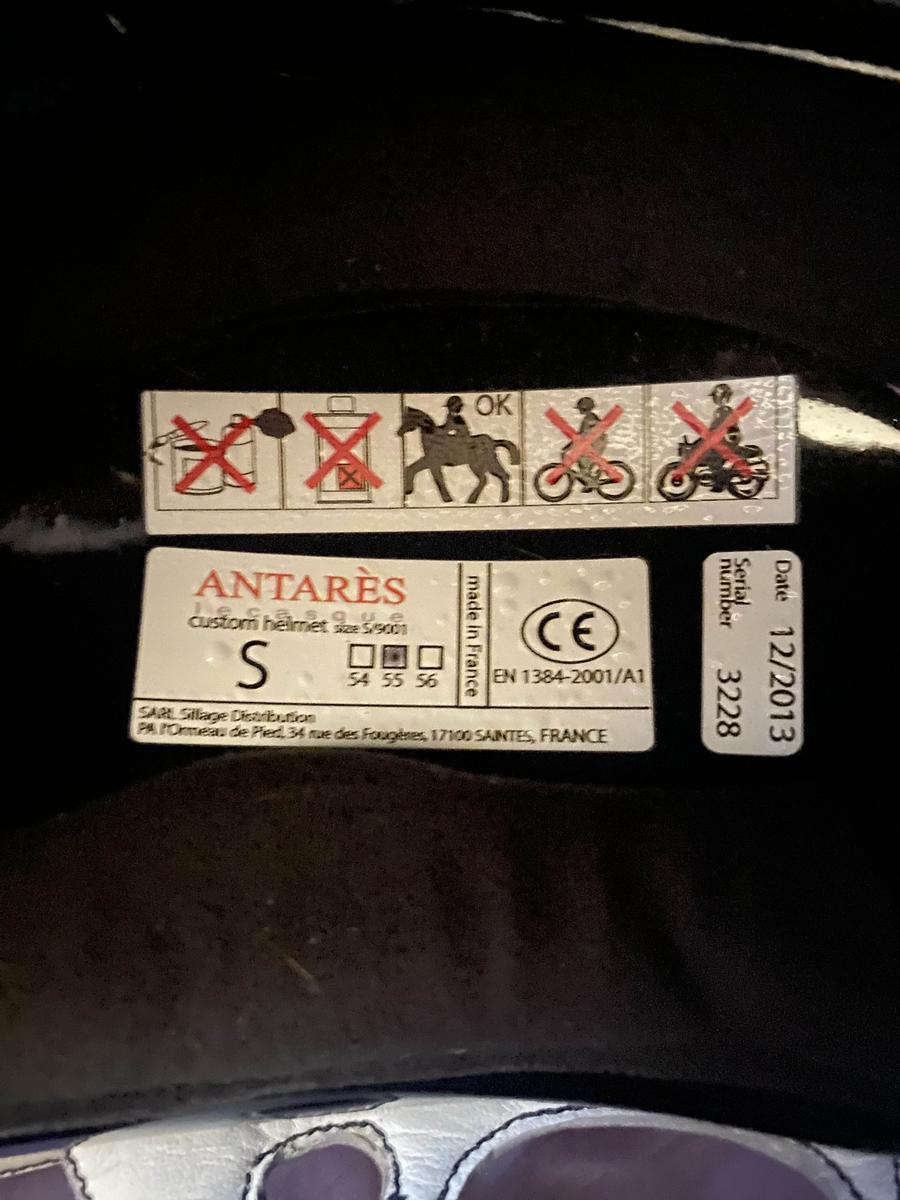 OK
ANTARÈS
le casque
custom helmet size S/9001
S
54 55 56
made in France
CE
EN 1384-2001/A1
SARL Sillage Distribution
PA l'Ormeau de Pied, 34 rue des Fougères, 17100 SAINTES, FRANCE
Date 12/2013
Serial
number 3228